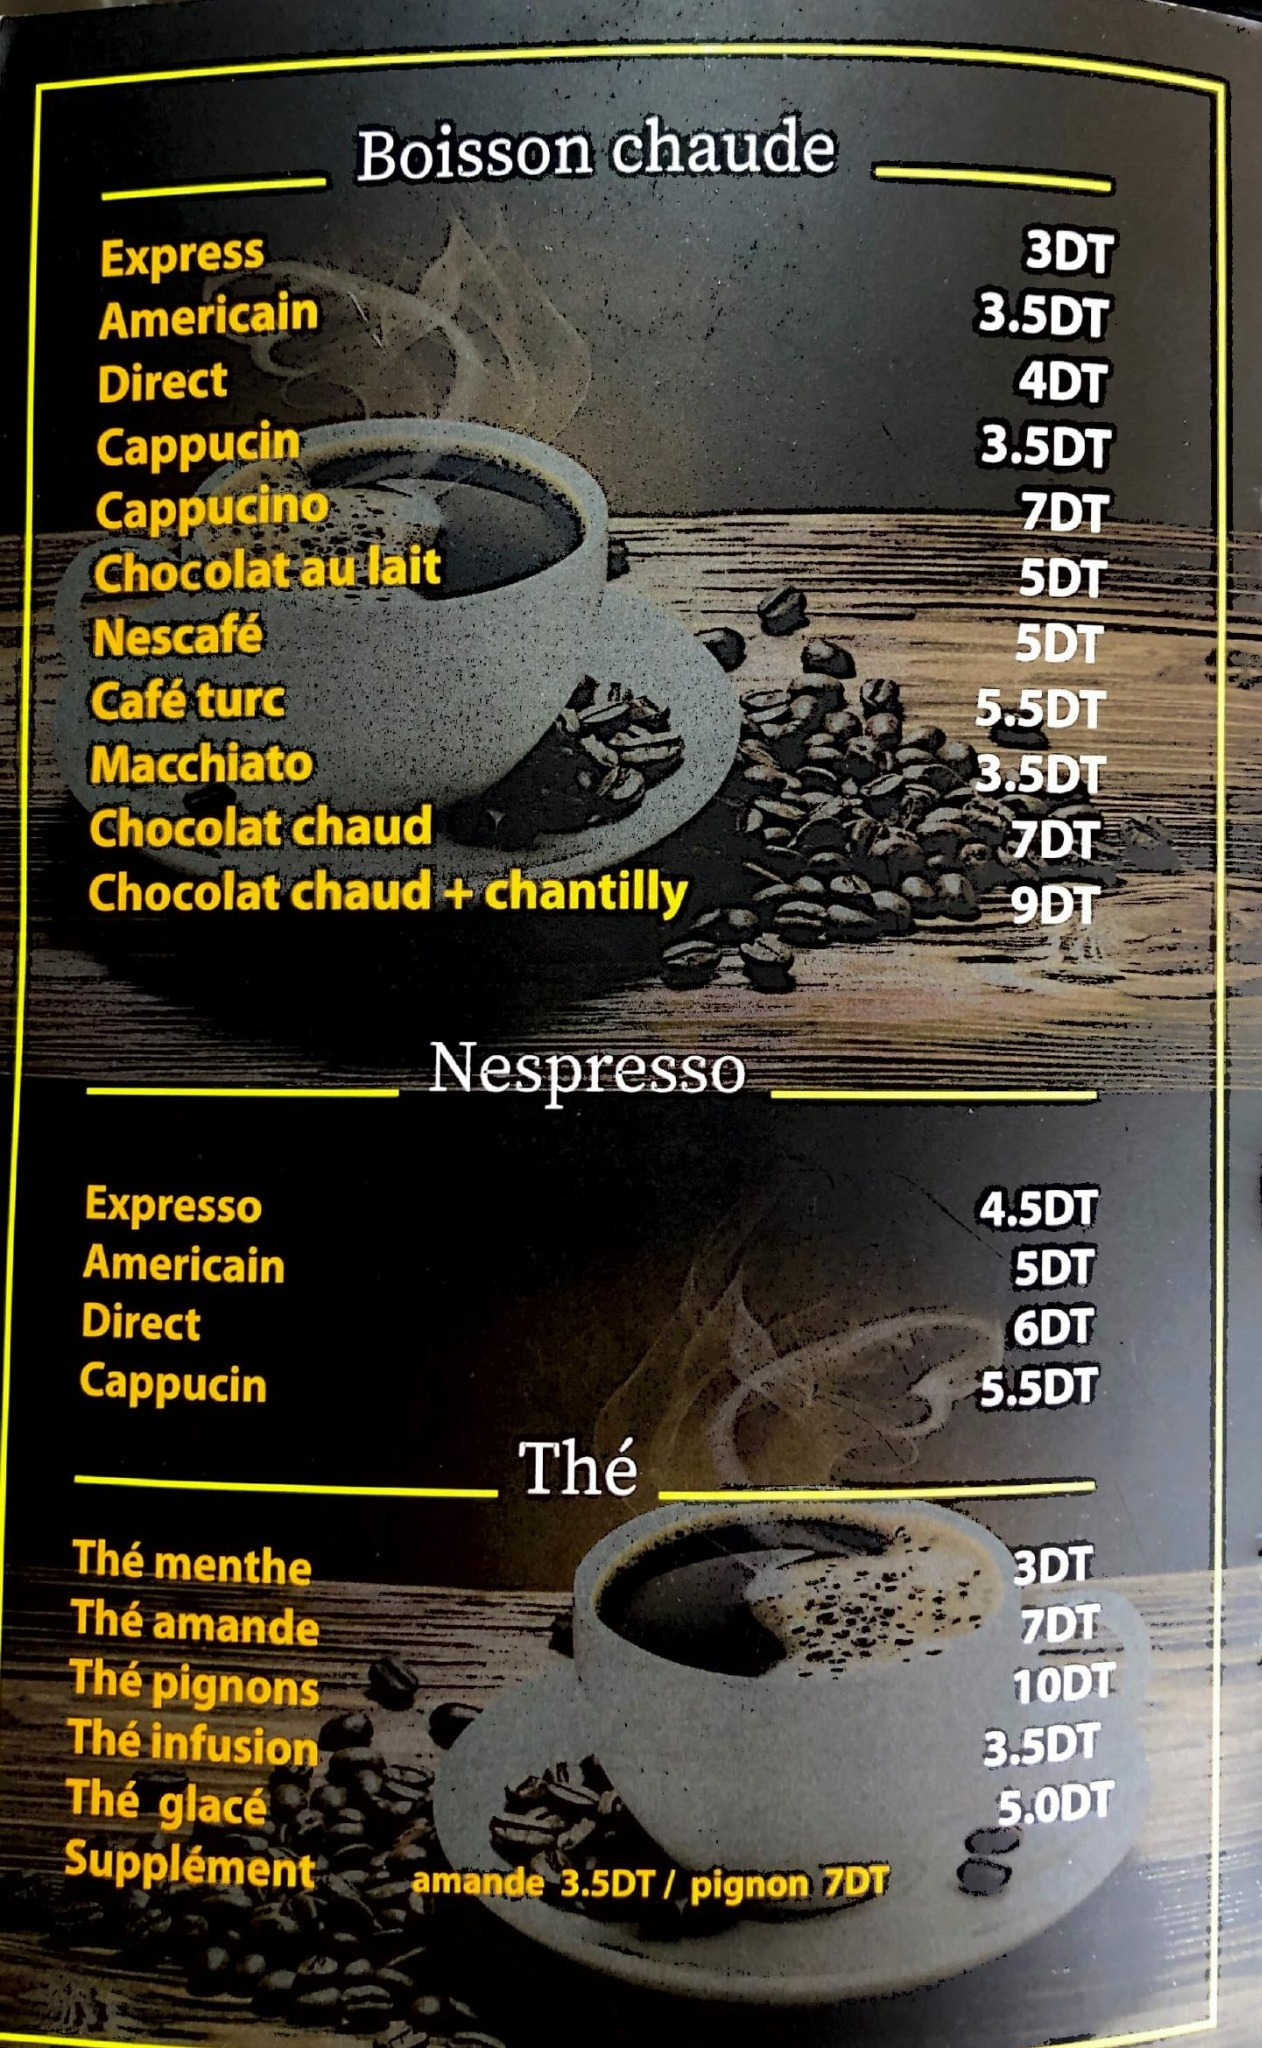 Boisson chaude
Express 3DT
Americain 3.5DT
Direct 4DT
Cappucin 3.5DT
Cappucino 7DT
Chocolat au lait 5DT
Nescafé 5DT
Café turc 5.5DT
Macchiato 3.5DT
Chocolat chaud 7DT
Chocolat chaud + chantilly 9DT
Nespresso
Expresso 4.5DT
Americain 5DT
Direct 6DT
Cappucin 5.5DT
Thé
Thé menthe 3DT
Thé amande 7DT
Thé pignons 10DT
Thé infusion 3.5DT
Thé glacé 5.0DT
Supplément amande 3.5DT / pignon 7DT